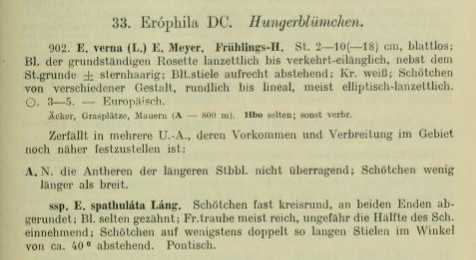 33. Eróphila DC. Hungerblümchen.
902. E. verna (L.) E. Meyer. Frühlings-H. St. 2—10(—18) cm, blattlos;
Bl. der grundständigen Rosette lanzettlich bis verkehrt-eilänglich, nebst dem
St.grunde ± sternhaarig; Blt.stiele aufrecht abstehend; Kr. weiß; Schötchen
von verschiedener Gestalt, rundlich bis lineal, meist elliptisch-lanzettlich.
⊙. 3—5. — Europäisch.
Äcker, Grasplätze, Mauern (A — 800 m). Hbo selten; sonst verbr.
Zerfällt in mehrere U.-A., deren Vorkommen und Verbreitung im Gebiet
noch näher festzustellen ist:
A. N. die Antheren der längeren Stbbl. nicht überragend; Schötchen wenig
länger als breit.
ssp. E. spathuláta Láng. Schötchen fast kreisrund, an beiden Enden ab-
gerundet; Bl. selten gezähnt; Fr.traube meist reich, ungefähr die Hälfte des Sch.
einnehmend; Schötchen auf wenigstens doppelt so langen Stielen im Winkel
von ca. 40° abstehend. Pontisch.